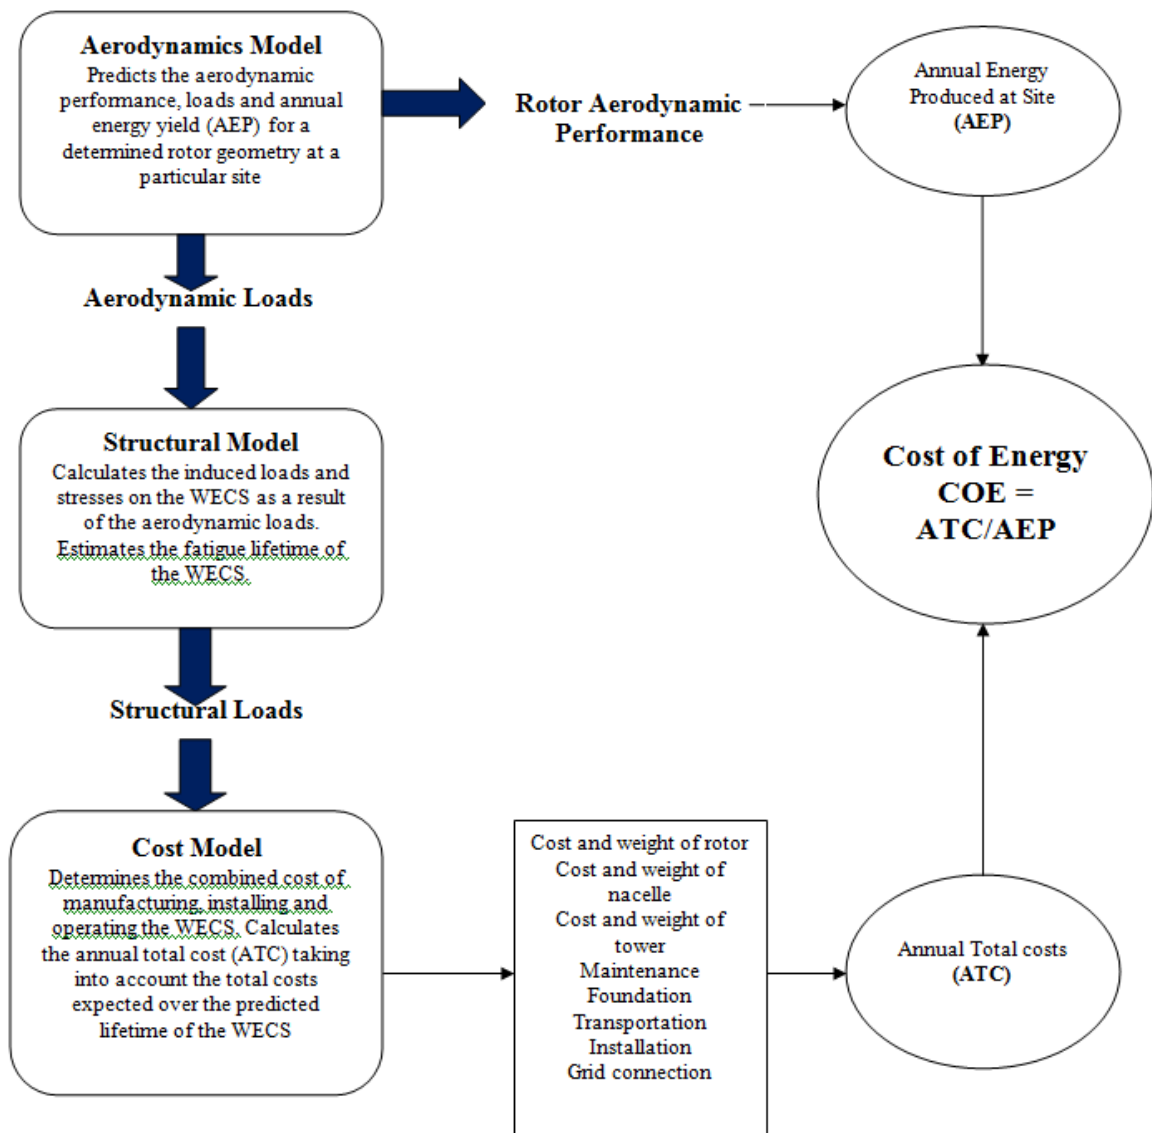 Aerodynamics Model
Predicts the aerodynamic
performance, loads and annual
energy yield (AEP) for a
determined rotor geometry at a
particular site
Rotor Aerodynamic
Performance
Annual Energy
Produced at Site
(AEP)
Aerodynamic Loads
Structural Model
Calculates the induced loads and
stresses on the WECS as a result
of the aerodynamic loads.
Estimates the fatigue lifetime of
the WECS.
Cost of Energy
COE =
ATC/AEP
Structural Loads
Cost Model
Determines the combined cost of
manufacturing, installing and
operating the WECS. Calculates
the annual total cost (ATC) taking
into account the total costs
expected over the predicted
lifetime of the WECS
Cost and weight of rotor
Cost and weight of
nacelle
Cost and weight of
tower
Maintenance
Foundation
Transportation
Installation
Grid connection
Annual Total costs
(ATC)